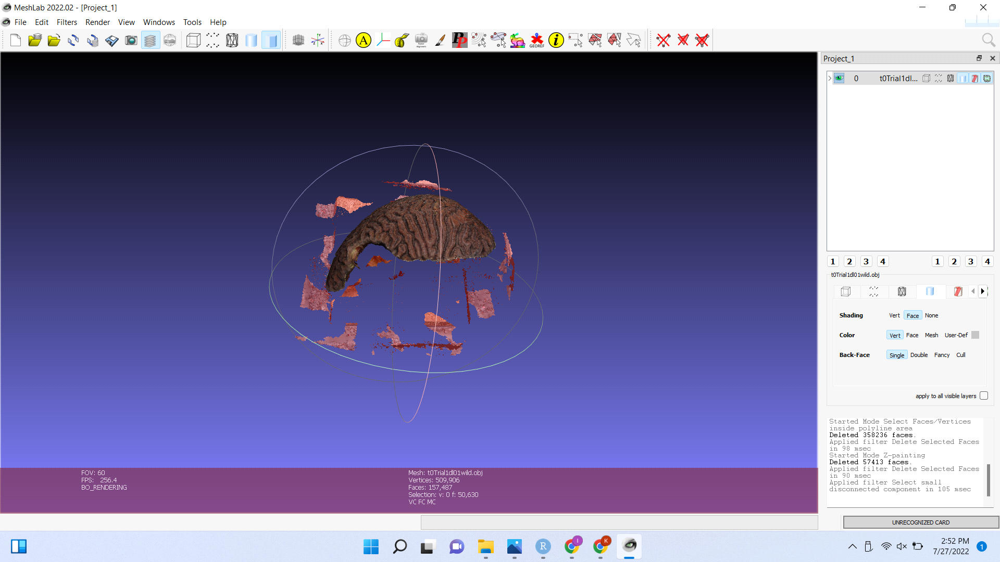 MeshLab 2022.02 - [Project_1]
File Edit Filters Render View Windows Tools Help
A PP GEOREF i
Project_1
0 t0Trial1dl...
1 2 3 4 1 2 3 4
t0Trial1dl01wild.obj
Shading Vert Face None
Color Vert Face Mesh User-Def
Back-Face Single Double Fancy Cull
apply to all visible layers
Started Mode Select Faces/Vertices
inside polyline area
Deleted 358236 faces.
Applied filter Delete Selected Faces
in 98 msec
Started Mode Z-painting
Deleted 57413 faces.
Applied filter Delete Selected Faces
in 90 msec
Applied filter Select small
disconnected component in 105 msec
FOV: 60
FPS: 256.4
BO_RENDERING
Mesh: t0Trial1dl01wild.obj
Vertices: 509,906
Faces: 157,487
Selection: v: 0 f: 50,630
VC FC MC
UNRECOGNIZED CARD
R I K
2:52 PM
7/27/2022
1